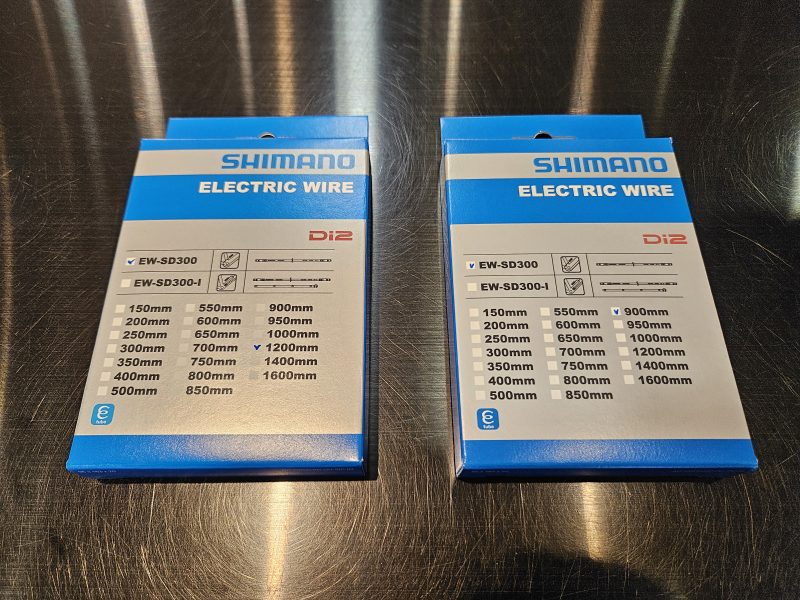 SHIMANO
ELECTRIC WIRE
Di2
EW-SD300
EW-SD300-I
150mm 550mm 900mm
200mm 600mm 950mm
250mm 650mm 1000mm
300mm 700mm 1200mm
350mm 750mm 1400mm
400mm 800mm 1600mm
500mm 850mm
E tube
SHIMANO
ELECTRIC WIRE
Di2
EW-SD300
EW-SD300-I
150mm 550mm 900mm
200mm 600mm 950mm
250mm 650mm 1000mm
300mm 700mm 1200mm
350mm 750mm 1400mm
400mm 800mm 1600mm
500mm 850mm
E tube